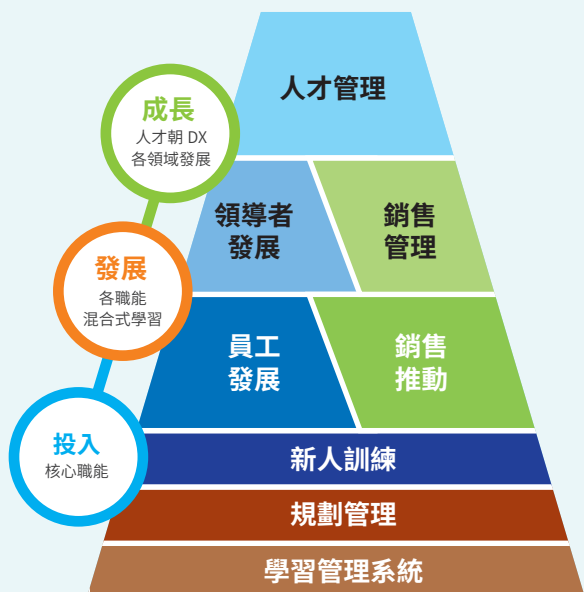 人才管理
成長
人才朝 DX
各領域發展
領導者
發展
銷售
管理
發展
各職能
混合式學習
員工
發展
銷售
推動
投入
核心職能
新人訓練
規劃管理
學習管理系統